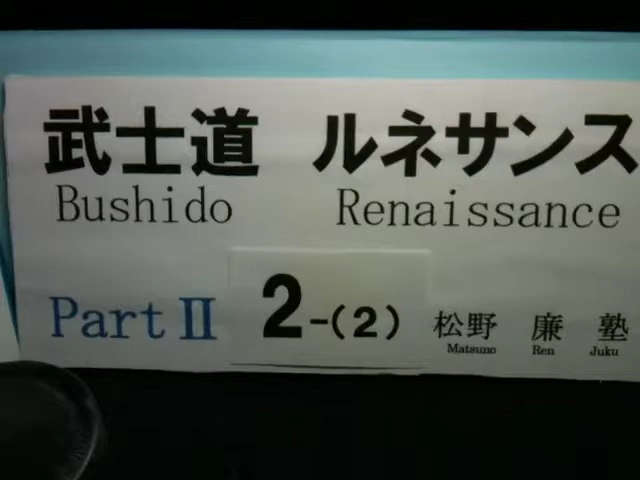 武士道 ルネサンス
Bushido Renaissance
Part Ⅱ 2-(2) 松野 廉 塾
Matsuno Ren Juku